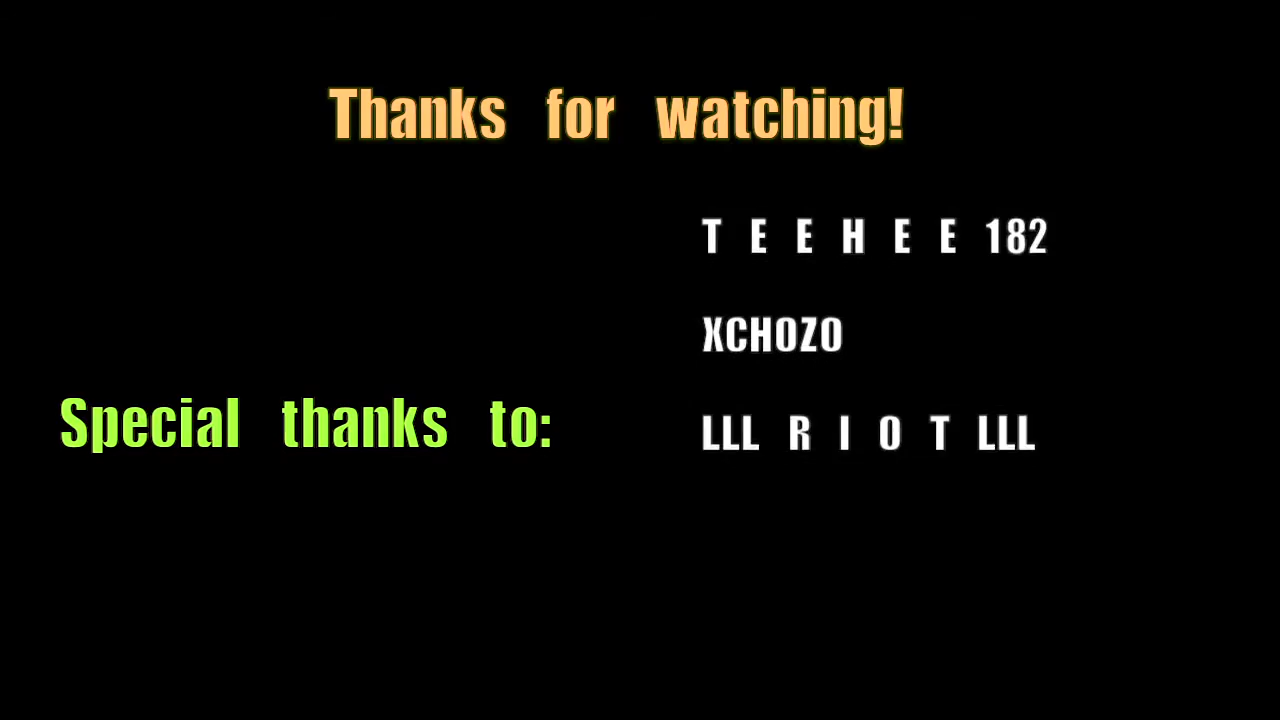 Thanks for watching!
T E E H E E 182
XCHOZO
Special thanks to:
LLL R I O T LLL